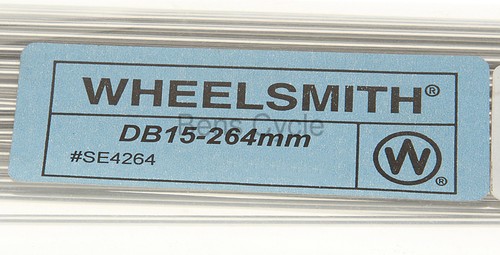 WHEELSMITH®
Bens Cycle
DB15-264mm
#SE4264
W®